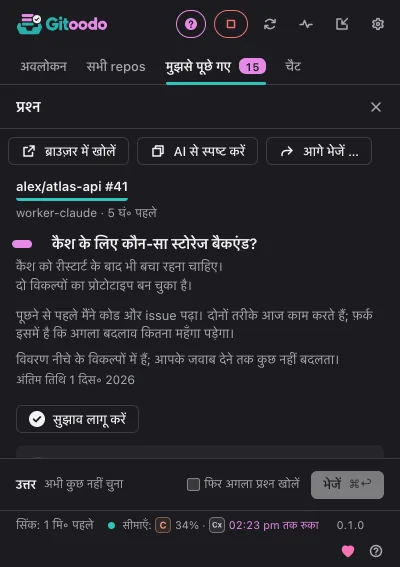 Gitoodo
अवलोकन सभी repos मुझसे पूछे गए 15 चैट
प्रश्न
ब्राउज़र में खोलें AI से स्पष्ट करें आगे भेजें ...
alex/atlas-api #41
worker-claude · 5 घं॰ पहले
कैश के लिए कौन-सा स्टोरेज बैकएंड?
कैश को रीस्टार्ट के बाद भी बचा रहना चाहिए।
दो विकल्पों का प्रोटोटाइप बन चुका है।
पूछने से पहले मैंने कोड और issue पढ़ा। दोनों तरीके आज काम करते हैं; फ़र्क
इसमें है कि अगला बदलाव कितना महँगा पड़ेगा।
विवरण नीचे के विकल्पों में हैं; आपके जवाब देने तक कुछ नहीं बदलता।
अंतिम तिथि 1 दिस॰ 2026
सुझाव लागू करें
उत्तर अभी कुछ नहीं चुना फिर अगला प्रश्न खोलें भेजें ⌘↩
सिंक: 1 मि॰ पहले सीमाएँ: C 34% · Cx 02:23 pm तक रुका 0.1.0